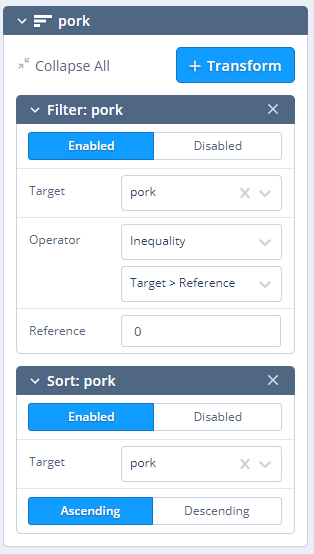 pork
Collapse All
+ Transform
Filter: pork
Enabled Disabled
Target pork
Operator Inequality
Target > Reference
Reference 0
Sort: pork
Enabled Disabled
Target pork
Ascending Descending